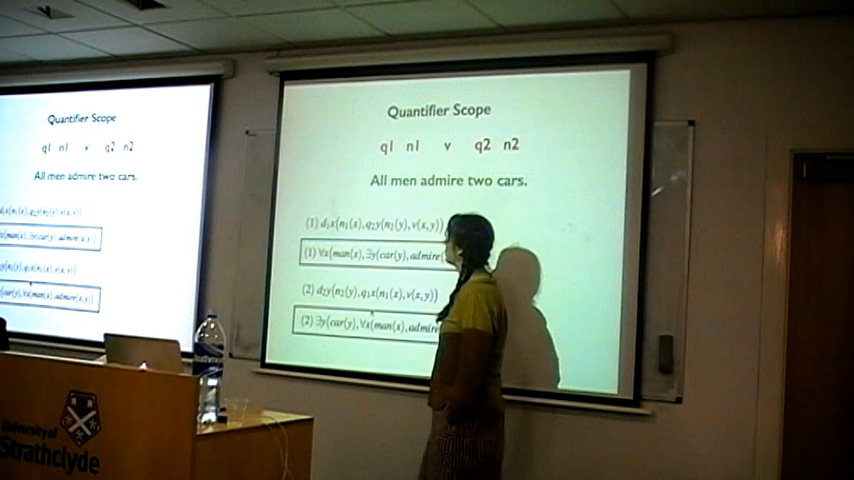 Quantifier Scope
q1 n1 v q2 n2
All men admire two cars.
Quantifier Scope
q1 n1 v q2 n2
All men admire two cars.
(1) d₁x(n₁(x), q₂y(n₂(y), v(x,y))
(1) ∀x(man(x), ∃y(car(y), admire(
(2) d₂y(n₂(y), q₁x(n₁(x), v(x,y))
(2) ∃y(car(y), ∀x(man(x), admire
University of
Strathclyde